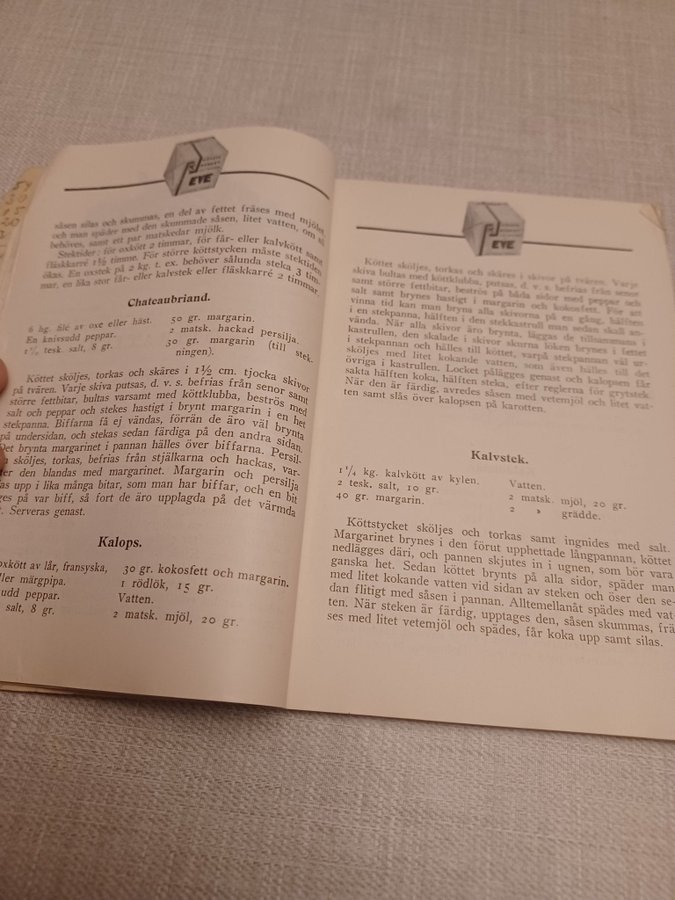 EYE
såsen silas och skummas, en del av fettet fräses med mjölet
och man späder med den skummade såsen, litet vatten, om så
behöves, samt ett par matskedar mjölk.
Stektider: för oxkött 2 timmar, för får- eller kalvkött samt
fläskkarré 1½ timme. För större köttstycken måste stektiden
ökas. En oxstek på 2 kg. t. ex. behöver sålunda steka 3 tim-
mar, en lika stor får- eller kalvstek eller fläskkarré 2 timmar.
Chateaubriand.
6 hg. filé av oxe eller häst. 50 gr. margarin.
En knivsudd peppar. 2 matsk. hackad persilja.
tesk. salt, 8 gr. 30 gr. margarin (till stek-
ningen).
Köttet sköljes, torkas och skäres i 1½ cm. tjocka skivor
på tvären. Varje skiva putsas, d. v. s. befrias från senor samt
större fettbitar, bultas varsamt med köttklubba, beströs med
salt och peppar och stekes hastigt i brynt margarin i en het
stekpanna. Biffarna få ej vändas, förrän de äro väl brynta
på undersidan, och stekas sedan färdiga på den andra sidan.
Det brynta margarinet i pannan hälles över biffarna. Persil-
sköljes, torkas, befrias från stjälkarna och hackas, var-
ter den blandas med margarinet. Margarin och persilja
as upp i lika många bitar, som man har biffar, och en bit
ges på var biff, så fort de äro upplagda på det värmda
. Serveras genast.
Kalops.
oxkött av lår, fransyska, 30 gr. kokosfett och margarin.
ller märgpipa. 1 rödlök, 15 gr.
sudd peppar. Vatten.
salt, 8 gr. 2 matsk. mjöl, 20 gr.
EYE
Köttet sköljes, torkas och skäres i skivor på tvären. Varje
skiva bultas med köttklubba, putsas, d. v. s. befrias från senor
samt större fettbitar, beströs på båda sidor med peppar och
salt samt brynes hastigt i margarin och kokosfett. För att
vinna tid kan man bryna alla skivorna på en gång, hälften
i en stekpanna, hälften i den stekkastrull man sedan skall an-
vända. När alla skivor äro brynta, läggas de tillsammans i
kastrullen, den skalade i skivor skurna löken brynes i fettet
i stekpannan och hälles till köttet, varpå stekpannan väl ur-
sköljes med litet kokande vatten, som även hälles till det
övriga i kastrullen. Locket pålägges genast och kalopsen får
sakta hälften koka, hälften steka, efter reglerna för grytstek.
När den är färdig, avredes såsen med vetemjöl och litet vat-
ten samt slås över kalopsen på karotten.
Kalvstek.
1¼ kg. kalvkött av kylen. Vatten.
2 tesk. salt, 10 gr. 2 matsk. mjöl, 20 gr.
40 gr. margarin. 2 » grädde.
Köttstycket sköljes och torkas samt ingnides med salt.
Margarinet brynes i den förut upphettade långpannan, köttet
nedlägges däri, och pannan skjutes in i ugnen, som bör vara
ganska het. Sedan köttet brynts på alla sidor, späder man
med litet kokande vatten vid sidan av steken och öser den se-
dan flitigt med såsen i pannan. Alltemellanåt spädes med vat-
ten. När steken är färdig, upptages den, såsen skummas, frä-
ses med litet vetemjöl och spädes, får koka upp samt silas.